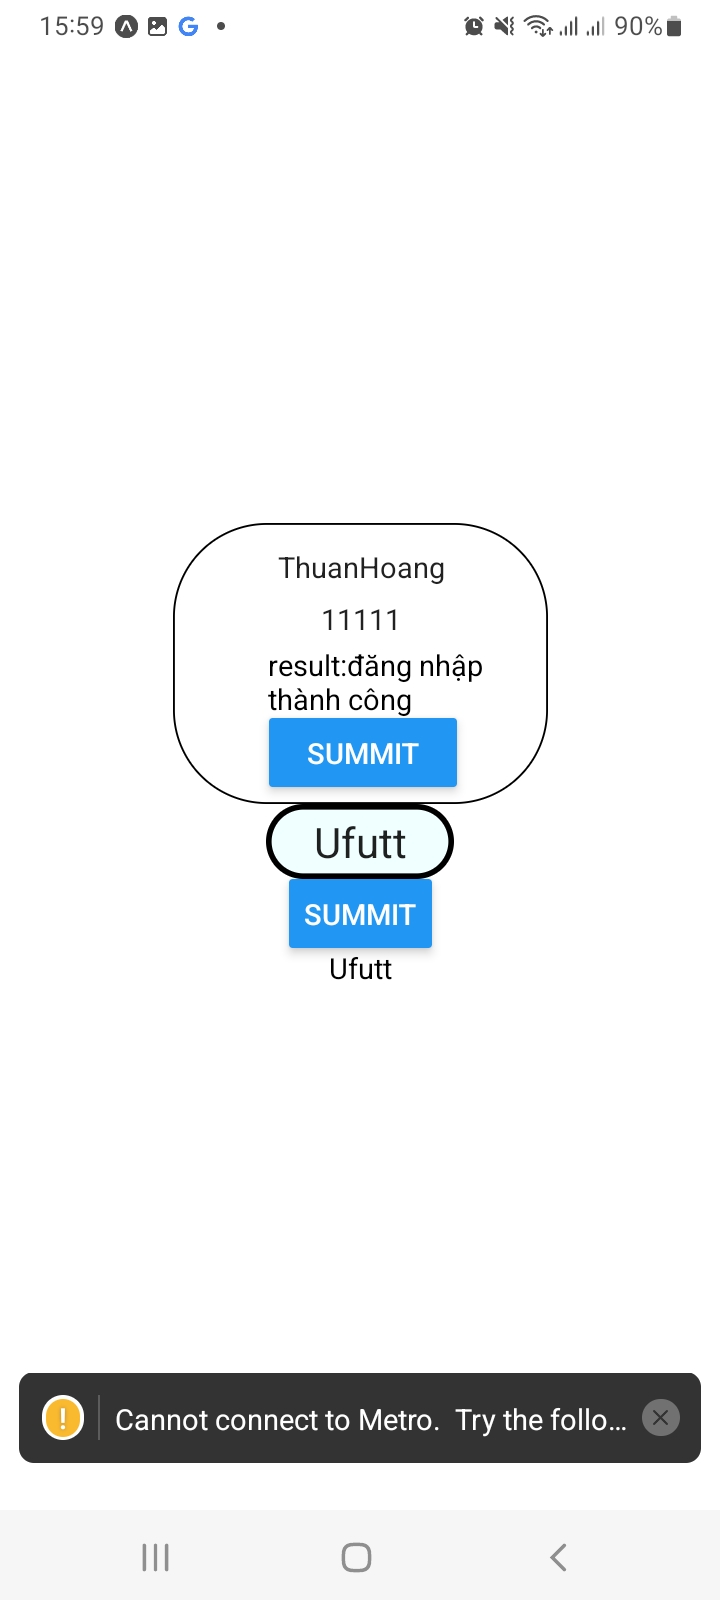 15:59 G 90%
ThuanHoang
11111
result:đăng nhập
thành công
SUMMIT
Ufutt
SUMMIT
Ufutt
Cannot connect to Metro. Try the follo...